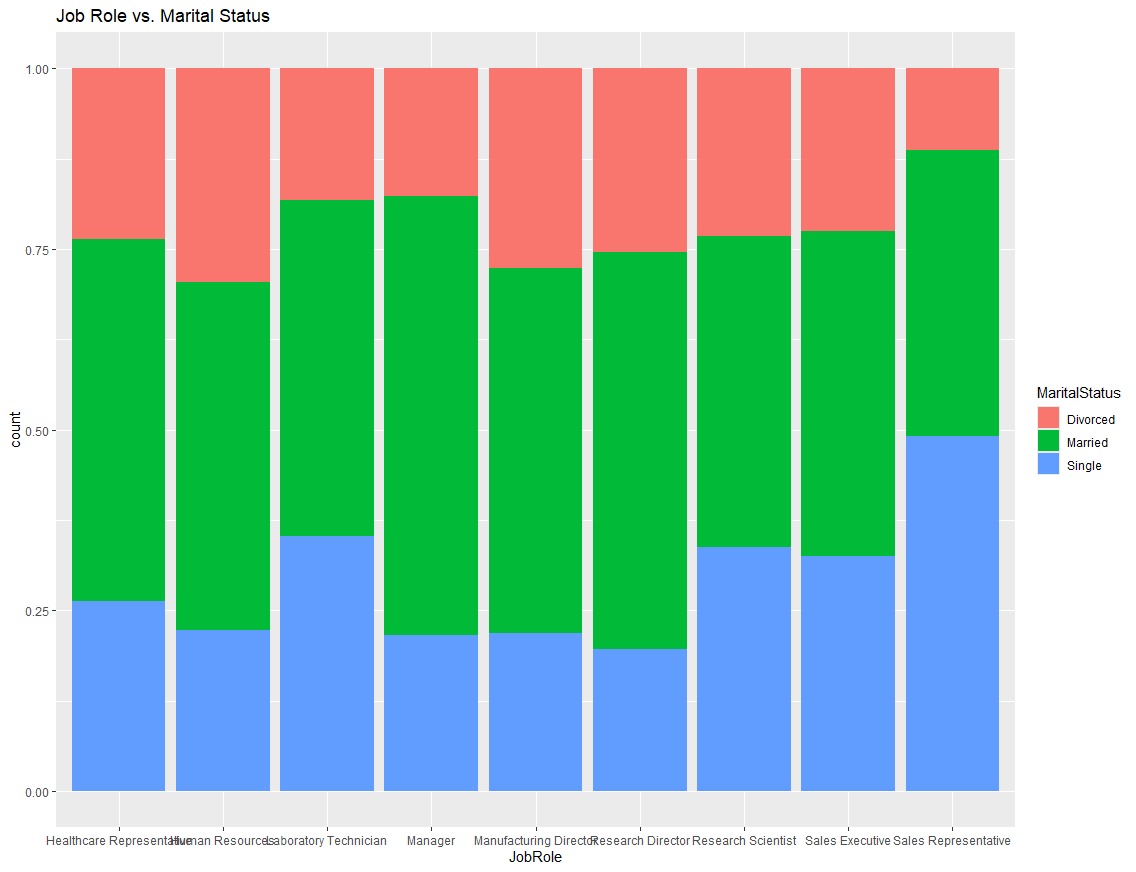 Job Role vs. Marital Status
1.00
0.75
0.50
0.25
0.00
count
Healthcare Representative Human Resources Laboratory Technician Manager Manufacturing Director Research Director Research Scientist Sales Executive Sales Representative
JobRole
MaritalStatus
Divorced
Married
Single